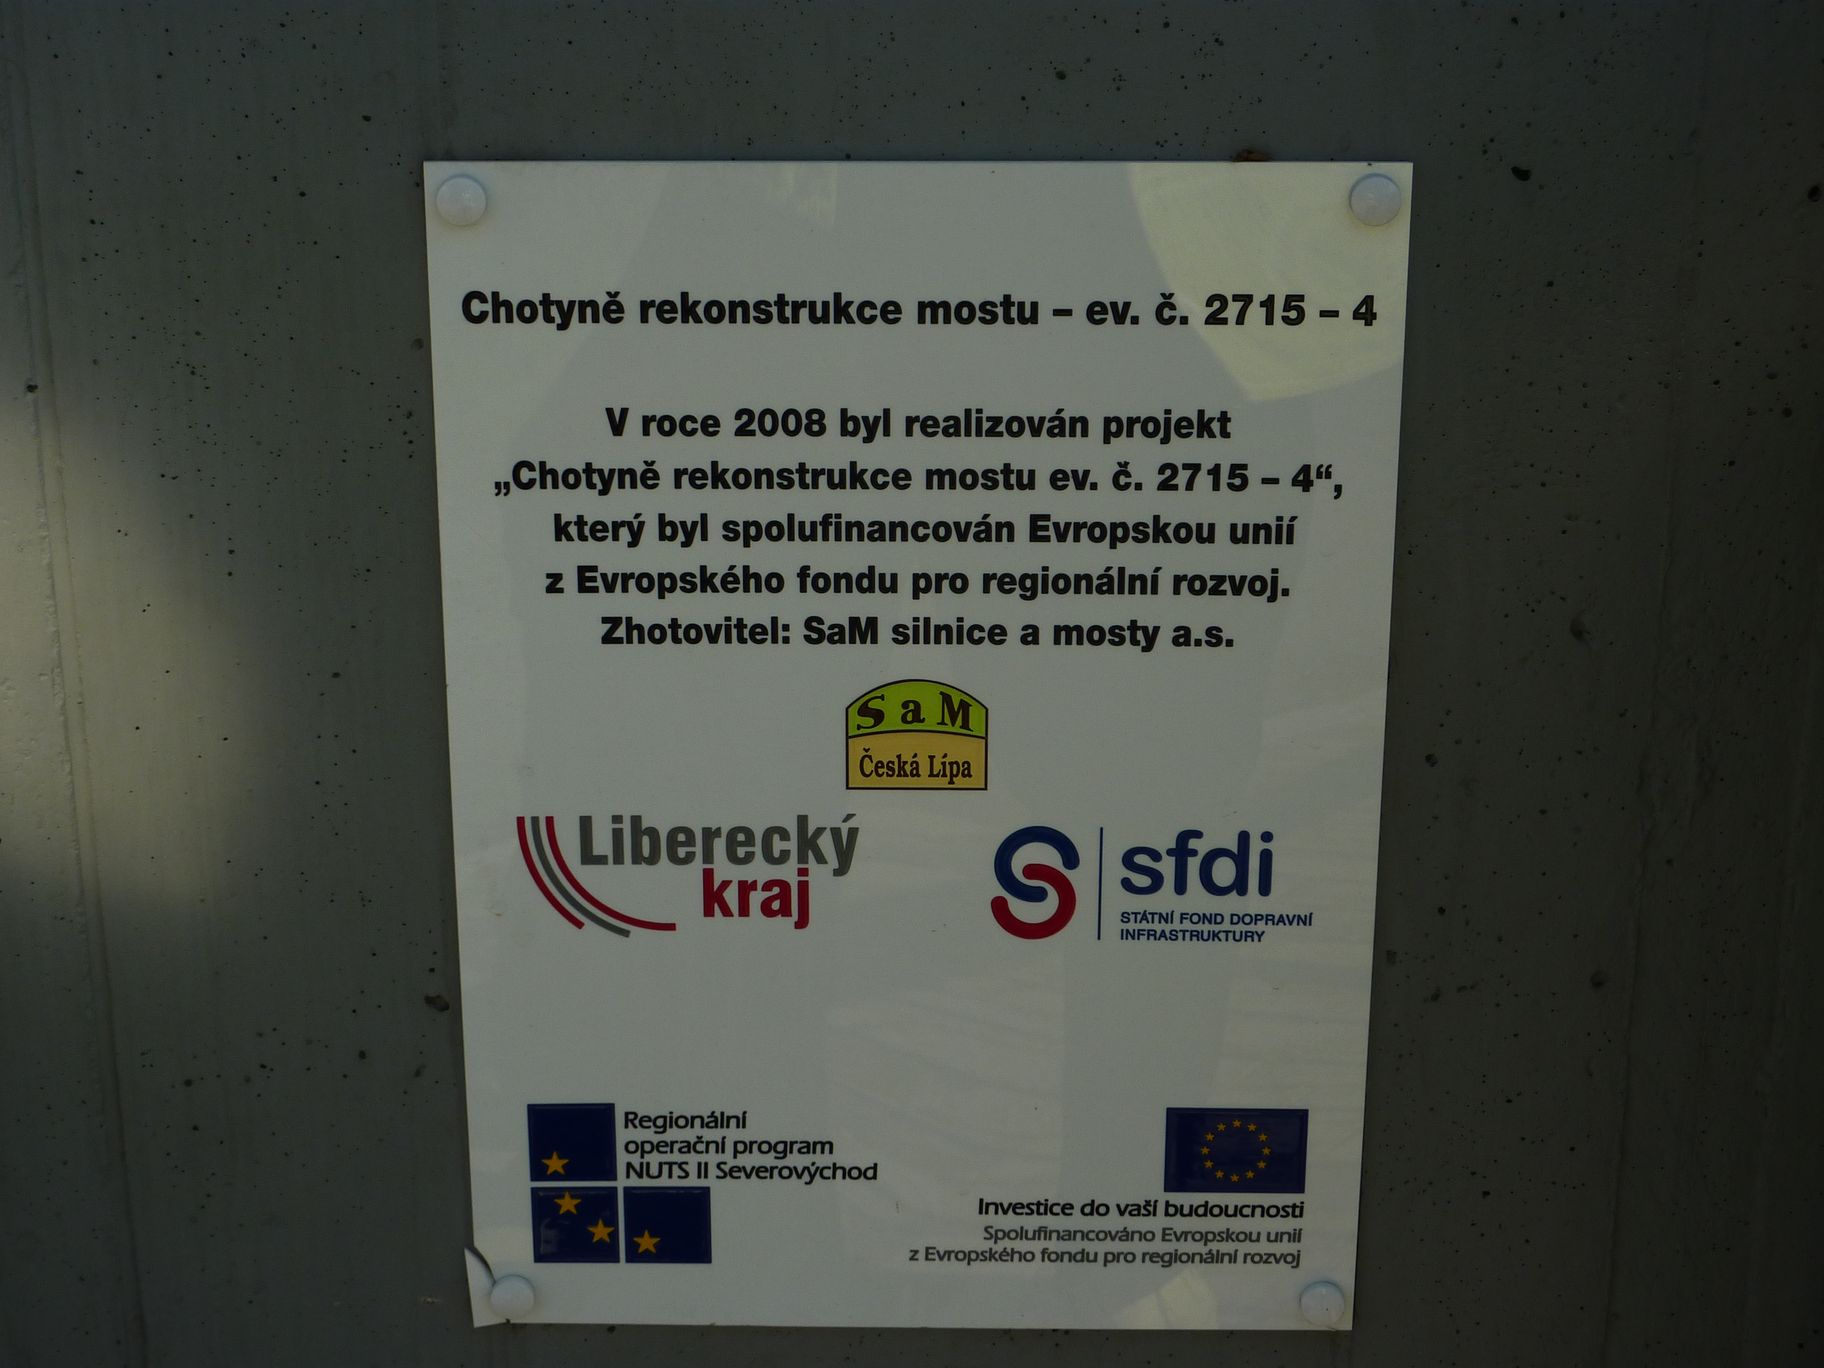 Chotyně rekonstrukce mostu – ev. č. 2715 – 4
V roce 2008 byl realizován projekt
„Chotyně rekonstrukce mostu ev. č. 2715 – 4“,
který byl spolufinancován Evropskou unií
z Evropského fondu pro regionální rozvoj.
Zhotovitel: SaM silnice a mosty a.s.
S a M
Česká Lípa
Liberecký
kraj
sfdi
STÁTNÍ FOND DOPRAVNÍ
INFRASTRUKTURY
Regionální
operační program
NUTS II Severovýchod
Investice do vaší budoucnosti
Spolufinancováno Evropskou unií
z Evropského fondu pro regionální rozvoj